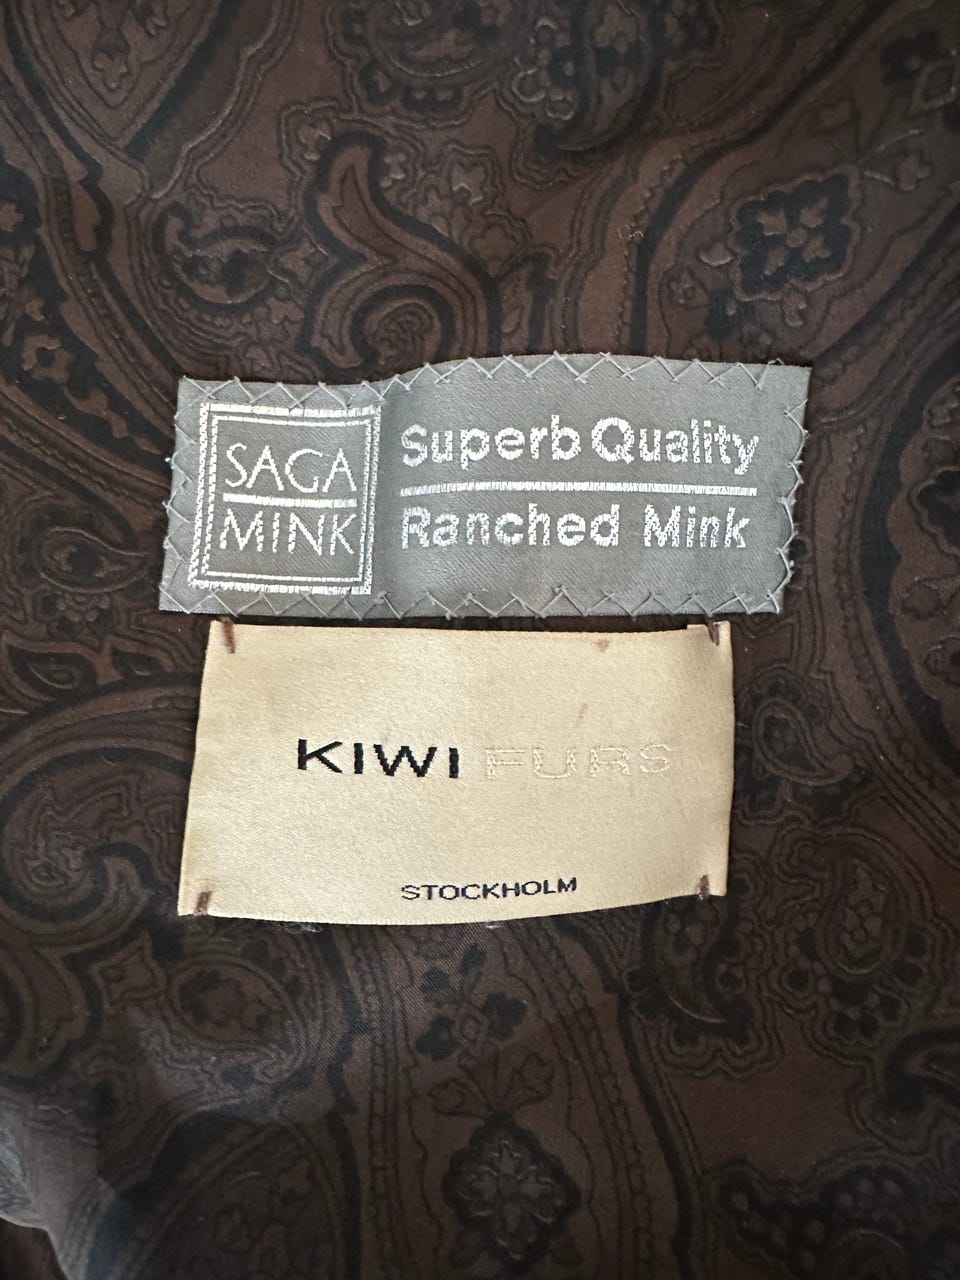 SAGA
MINK
Superb Quality
Ranched Mink
KIWI FURS
STOCKHOLM